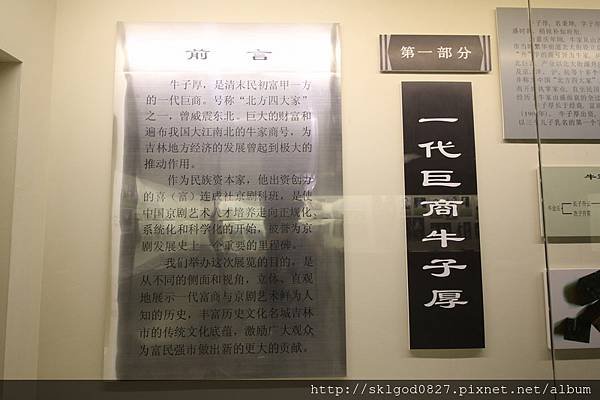 前 言
牛子厚，是清末民初富甲一方
的一代巨商。号称“北方四大家”
之一，曾威震东北。巨大的财富和
遍布我国大江南北的牛家商号，为
吉林地方经济的发展曾起到极大的
推动作用。
作为民族资本家，他出资创办
的喜（富）连成社京剧科班，是使
中国京剧艺术人才培养走向正规化、
系统化和科学化的开始，被誉为京
剧发展史上一个重要的里程碑。
我们举办这次展览的目的，是
从不同的侧面和视角，立体、直观
地展示一代富商与京剧艺术鲜为人
知的历史，丰富历史文化名城吉林
市的传统文化底蕴，激励广大观众
为富民强市做出新的更大的贡献。
第一部分
一代巨商牛子厚
http://sklgod0827.pixnet.net/album